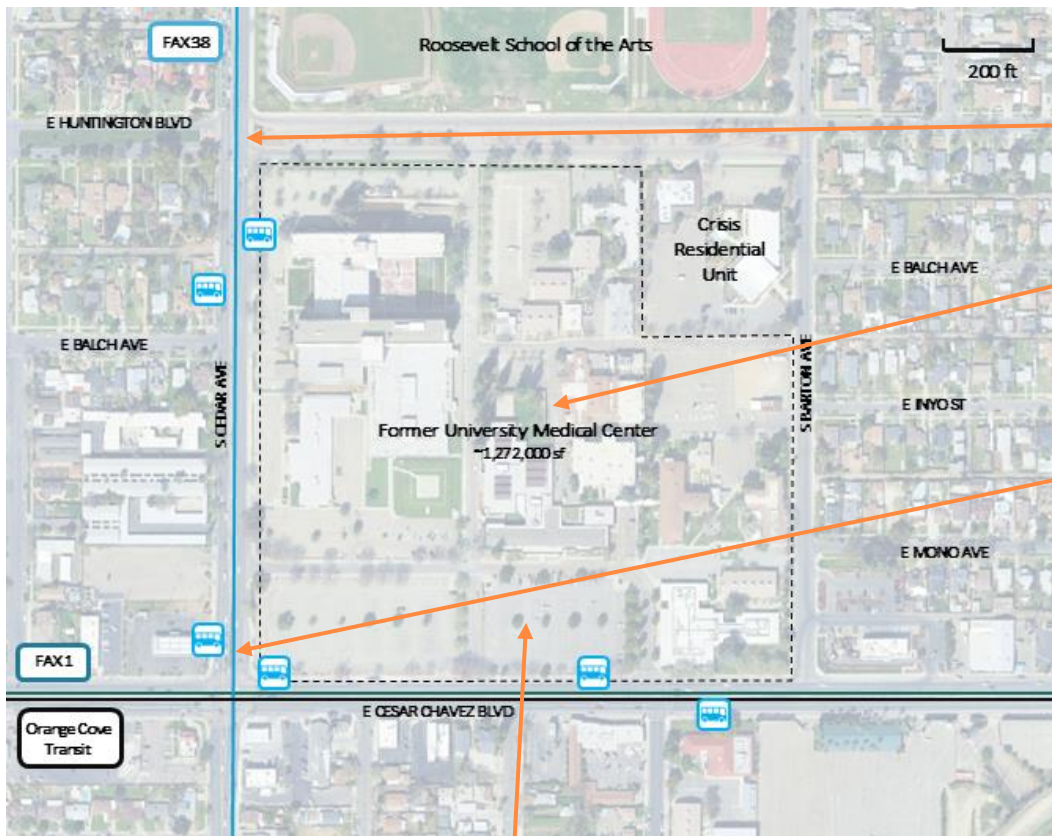 FAX38
Roosevelt School of the Arts
200 ft
E HUNTINGTON BLVD
Crisis
Residential
Unit
E BALCH AVE
E BALCH AVE
S CEDAR AVE
S BARTON AVE
E INYO ST
Former University Medical Center
~1,272,000 sf
E MONO AVE
FAX1
E CESAR CHAVEZ BLVD
Orange Cove
Transit